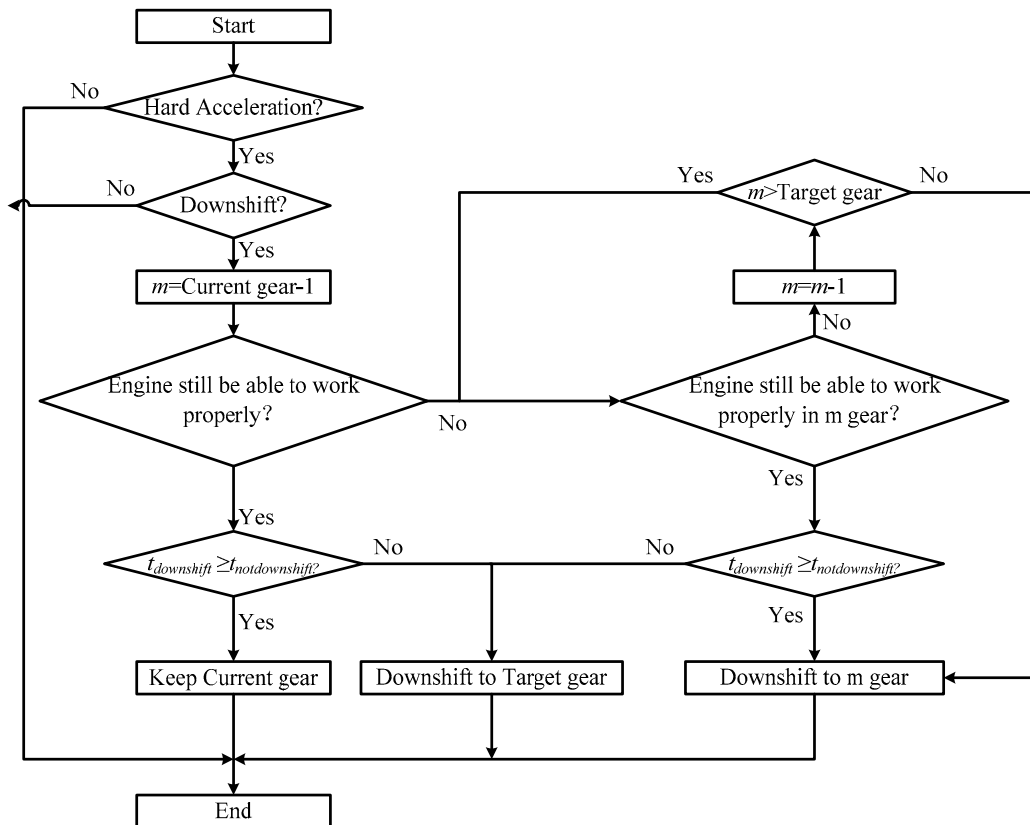 Start
No
Hard Acceleration?
Yes
No
Downshift?
Yes
m=Current gear-1
Engine still be able to work
properly?
No
Yes
t_downshift ≥t_notdownshift?
No
Yes
Keep Current gear
Yes
m>Target gear
No
m=m-1
No
Engine still be able to work
properly in m gear?
Yes
No
t_downshift ≥t_notdownshift?
Yes
Downshift to Target gear
Downshift to m gear
End